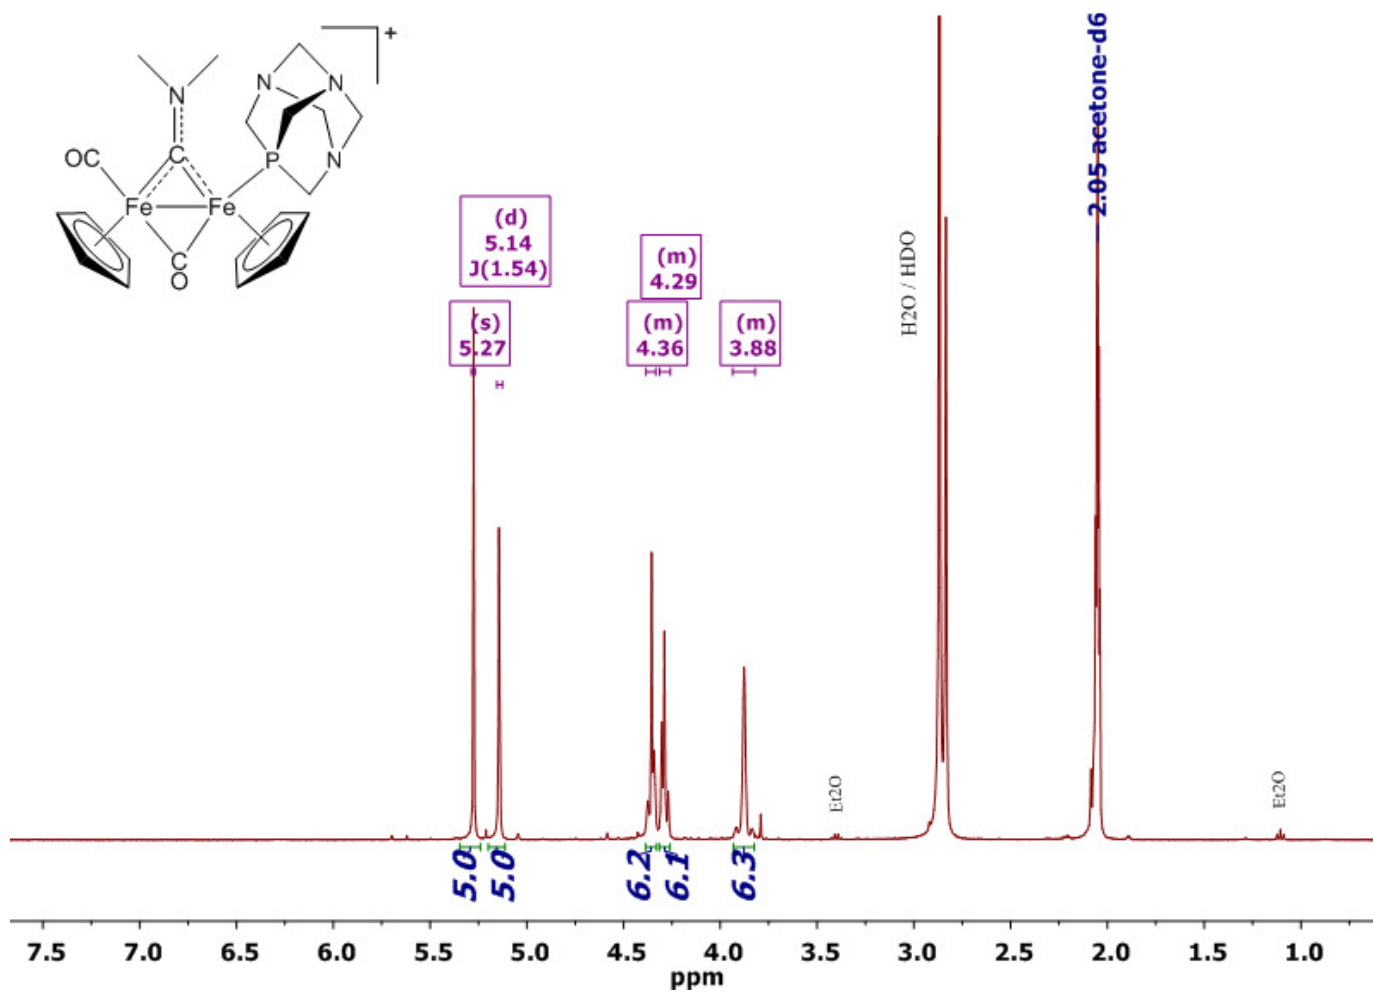 +
N
N
N
N
OC
C
P
Fe
Fe
C
O
(d)
5.14
J(1.54)
(s)
5.27
(m)
4.29
(m)
4.36
(m)
3.88
H2O / HDO
2.05 acetone-d6
Et2O
Et2O
5.0
5.0
6.2
6.1
6.3
7.5 7.0 6.5 6.0 5.5 5.0 4.5 4.0 3.5 3.0 2.5 2.0 1.5 1.0
ppm